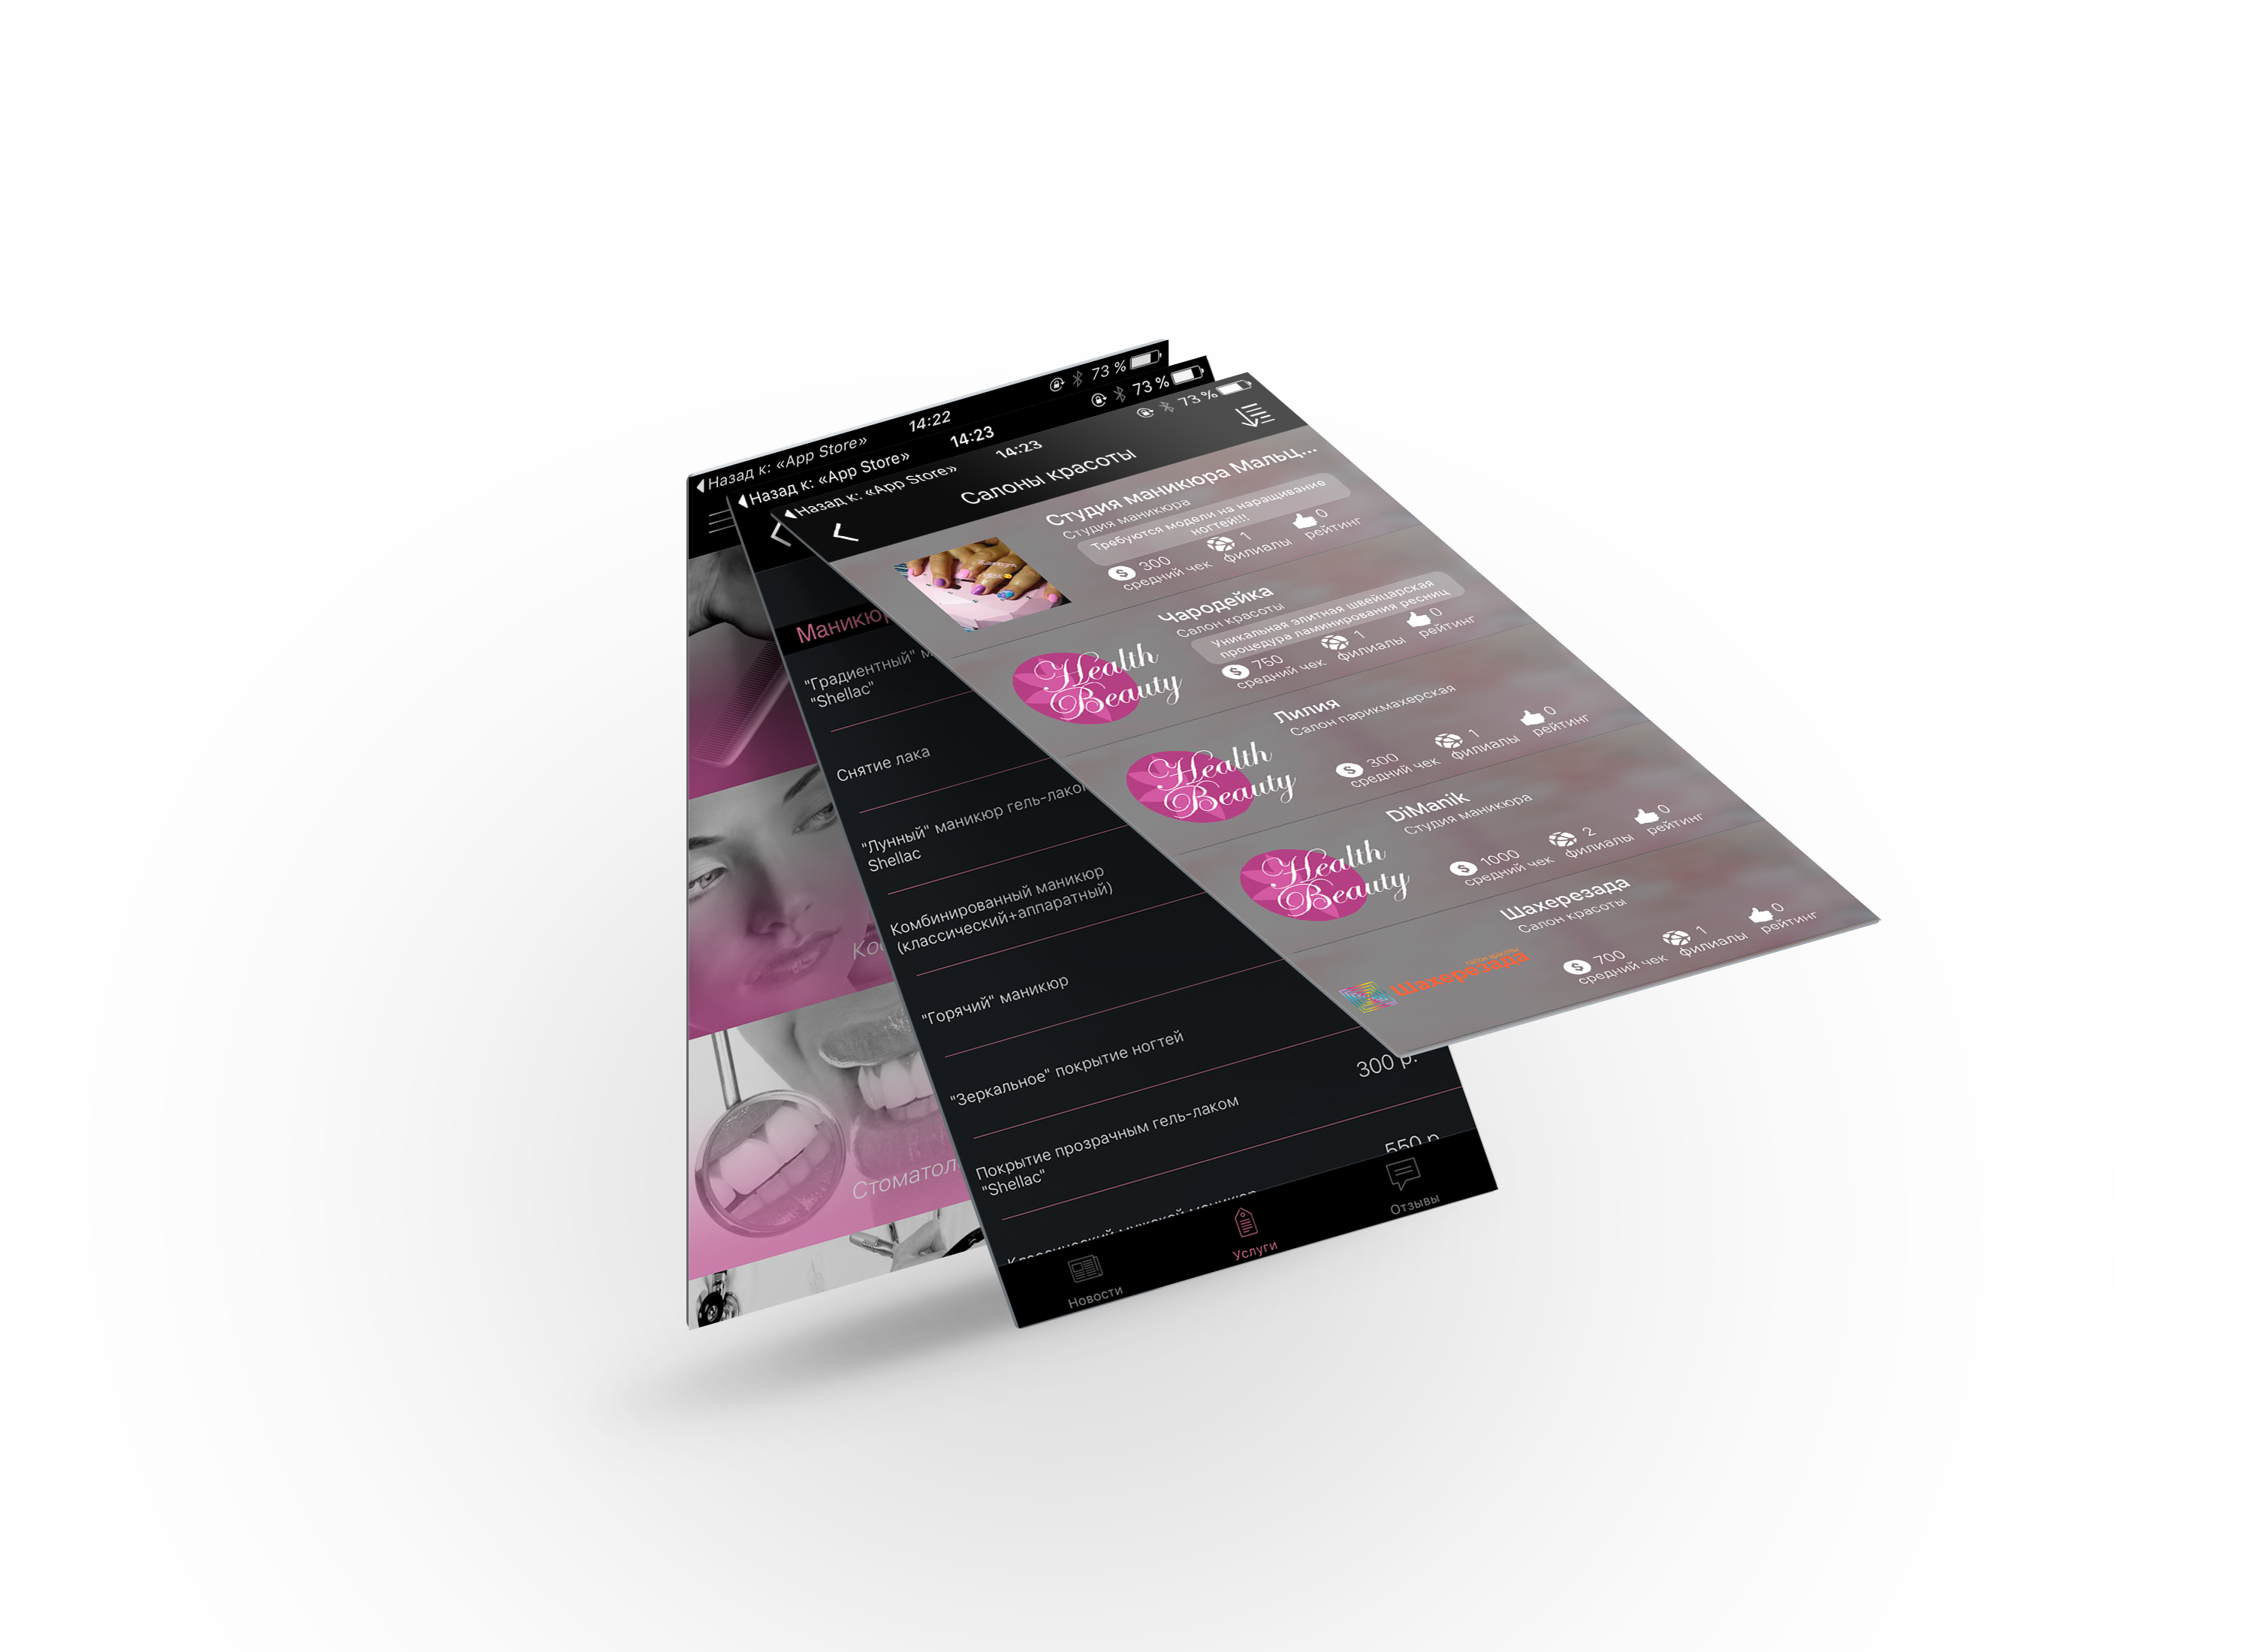 Назад к: «App Store»
14:22
73 %
Стоматол
Назад к: «App Store»
14:23
73 %
Маникюр
"Градиентный"
"Shellac"
Снятие лака
"Лунный" маникюр гель-лаком
Shellac
Комбинированный маникюр
(классический+аппаратный)
"Горячий" маникюр
"Зеркальное" покрытие ногтей
300 р.
Покрытие прозрачным гель-лаком
"Shellac"
550 р
Классический мужской маникюр
Новости
Услуги
Отзывы
Назад к: «App Store»
14:23
73 %
Салоны красоты
Студия маникюра Мальц...
Студия маникюра
Требуются модели на наращивание
ногтей!!!
300
средний чек
1
филиалы
0
рейтинг
Чародейка
Салон красоты
Уникальная элитная швейцарская
процедура ламинирования ресниц
750
средний чек
1
филиалы
0
рейтинг
Health
Beauty
Лилия
Салон парикмахерская
300
средний чек
1
филиалы
0
рейтинг
Health
Beauty
DiManik
Студия маникюра
1000
средний чек
2
филиалы
0
рейтинг
Health
Beauty
Шахерезада
Салон красоты
700
средний чек
1
филиалы
0
рейтинг
Шахерезада